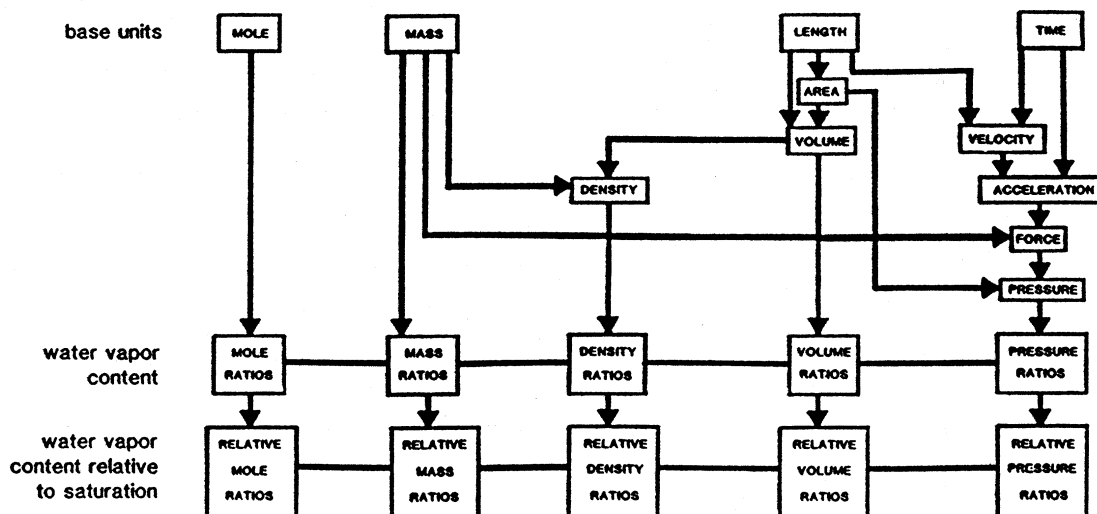 base units
MOLE
MASS
LENGTH
TIME
AREA
VOLUME
VELOCITY
DENSITY
ACCELERATION
FORCE
PRESSURE
water vapor
content
MOLE
RATIOS
MASS
RATIOS
DENSITY
RATIOS
VOLUME
RATIOS
PRESSURE
RATIOS
water vapor
content relative
to saturation
RELATIVE
MOLE
RATIOS
RELATIVE
MASS
RATIOS
RELATIVE
DENSITY
RATIOS
RELATIVE
VOLUME
RATIOS
RELATIVE
PRESSURE
RATIOS